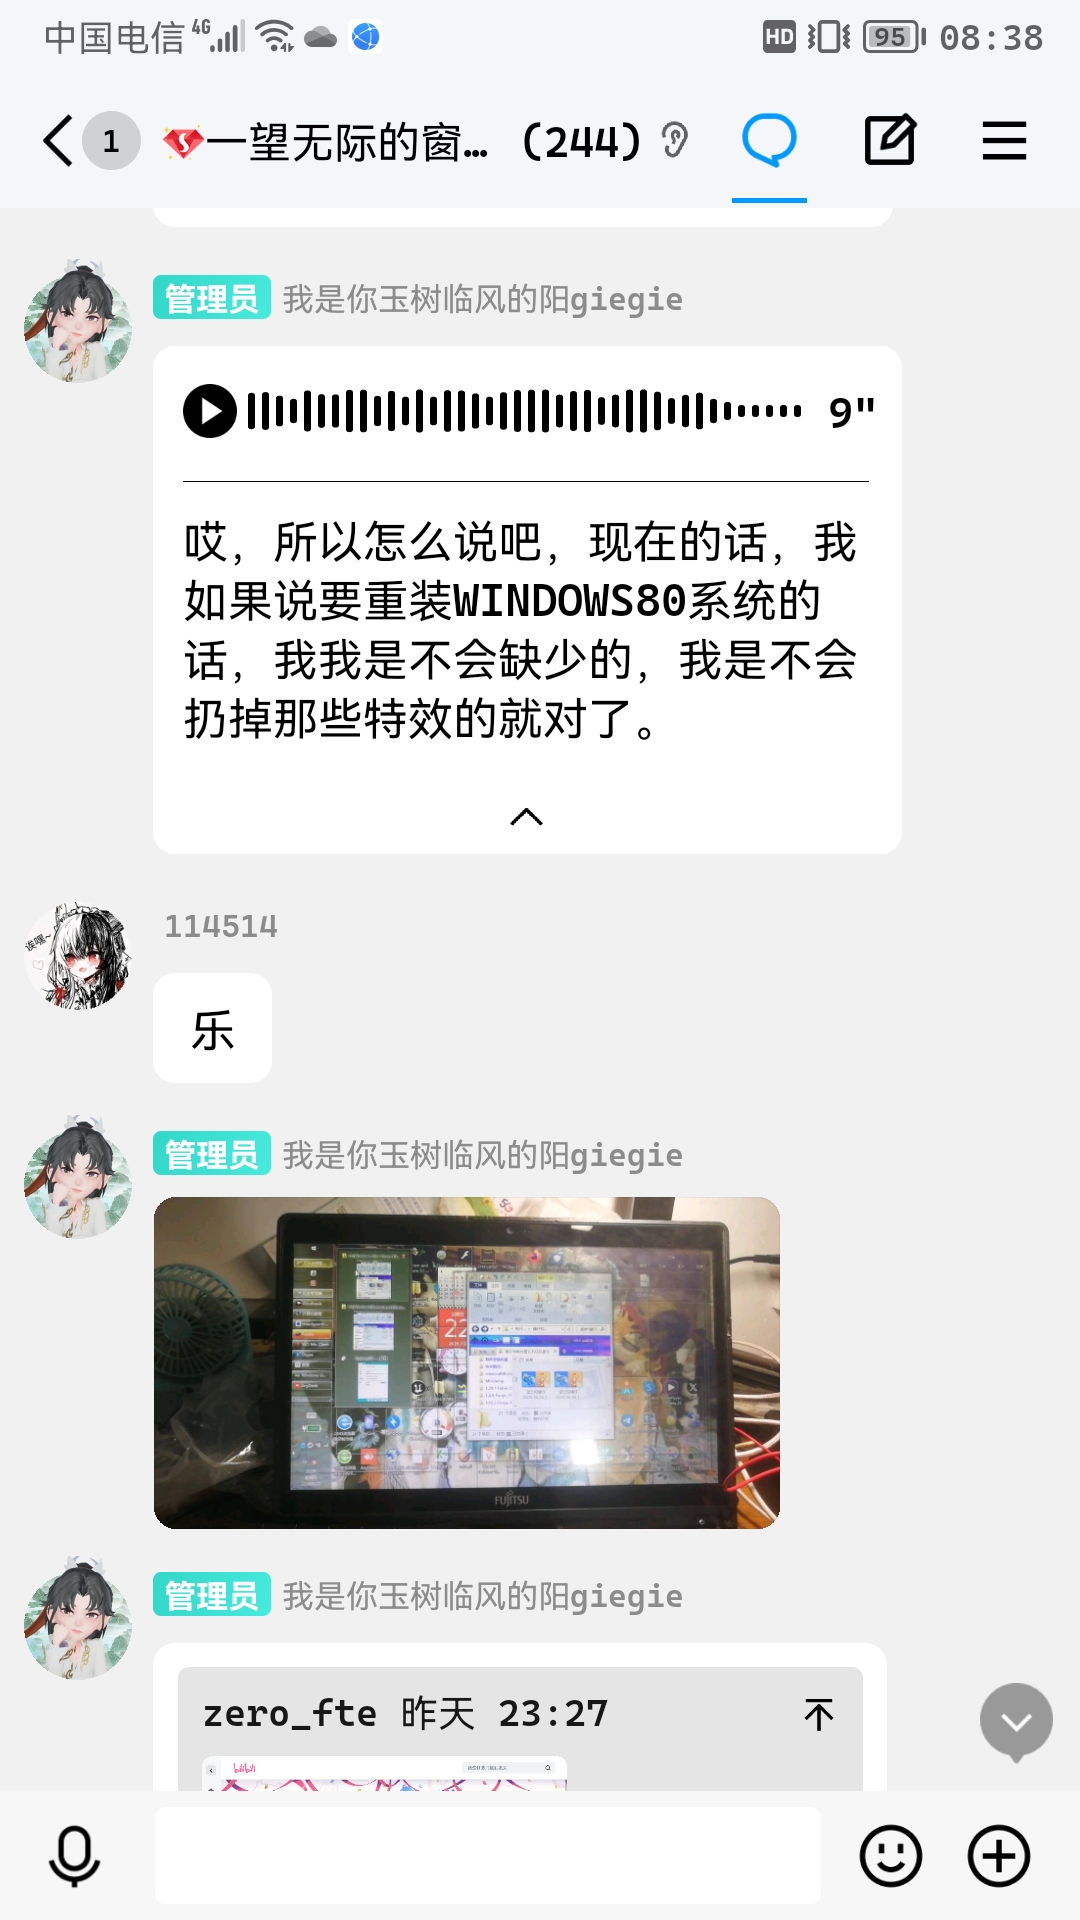 中国电信 4G HD 95 08:38
1 一望无际的窗... (244)
管理员 我是你玉树临风的阳giegie
9"
哎，所以怎么说吧，现在的话，我
如果说要重装WINDOWS80系统的
话，我我是不会缺少的，我是不会
扔掉那些特效的就对了。
诶嘿~
114514
乐
管理员 我是你玉树临风的阳giegie
5G
22
FUJITSU
管理员 我是你玉树临风的阳giegie
zero_fte 昨天 23:27
bilibili